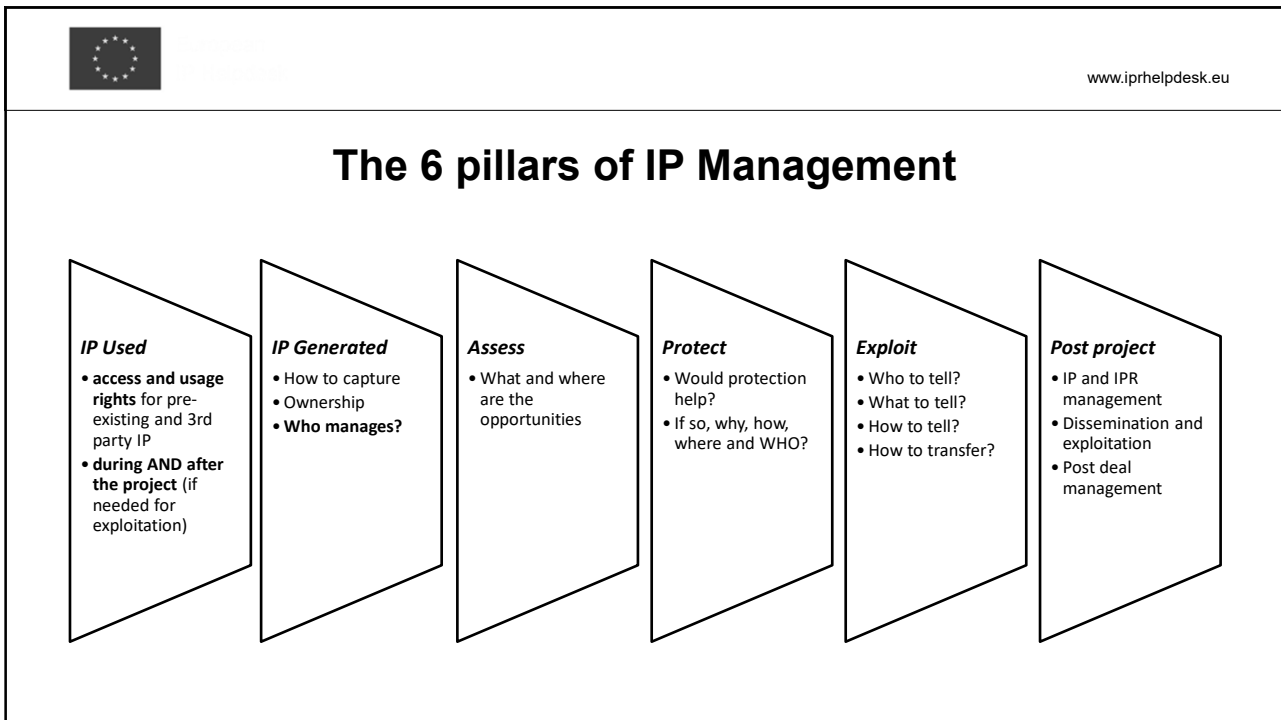 www.iprhelpdesk.eu
The 6 pillars of IP Management
IP Used
• access and usage
rights for pre-
existing and 3rd
party IP
• during AND after
the project (if
needed for
exploitation)
IP Generated
• How to capture
• Ownership
• Who manages?
Assess
• What and where
are the
opportunities
Protect
• Would protection
help?
• If so, why, how,
where and WHO?
Exploit
• Who to tell?
• What to tell?
• How to tell?
• How to transfer?
Post project
• IP and IPR
management
• Dissemination and
exploitation
• Post deal
management